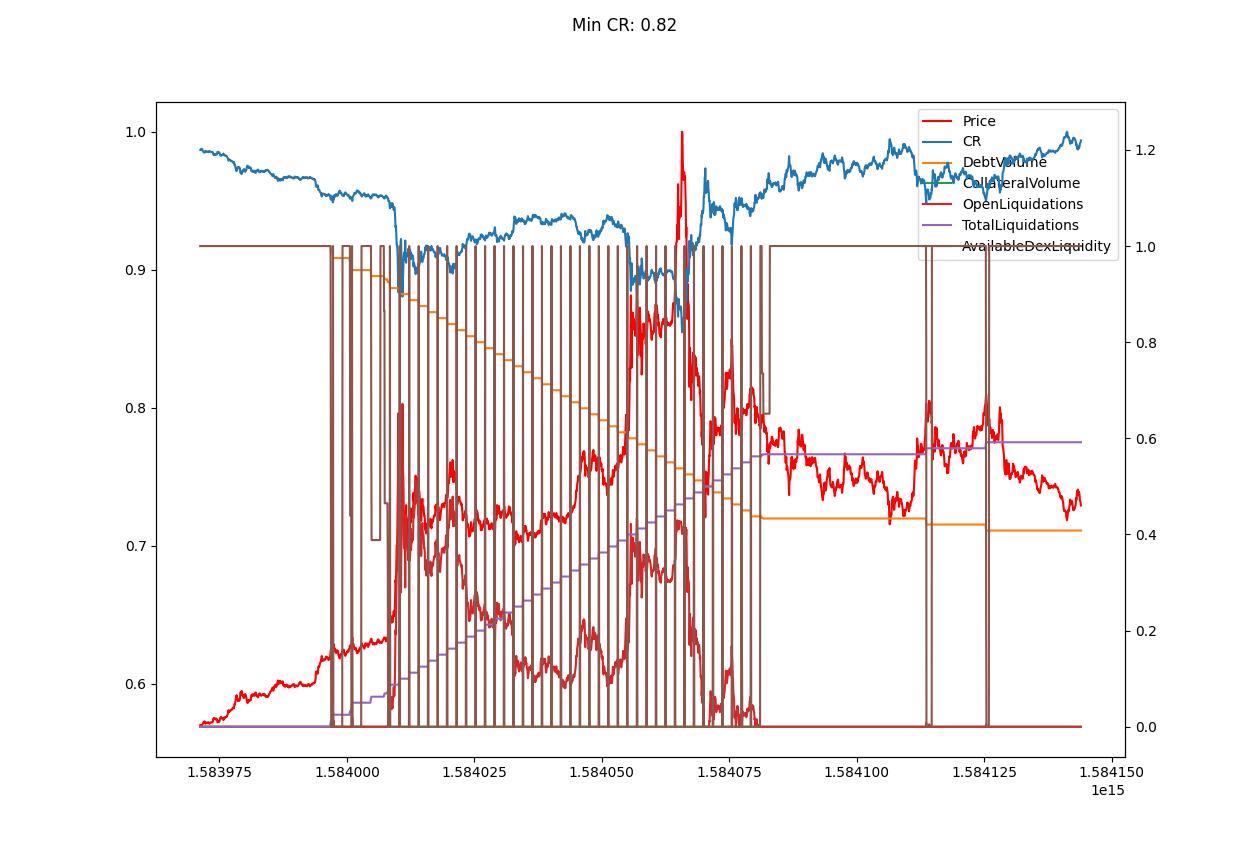 Min CR: 0.82
1.0
0.9
0.8
0.7
0.6
1.2
1.0
0.8
0.6
0.4
0.2
0.0
Price
CR
DebtVolume
CollateralVolume
OpenLiquidations
TotalLiquidations
AvailableDexLiquidity
1.583975
1.584000
1.584025
1.584050
1.584075
1.584100
1.584125
1.584150
1e15